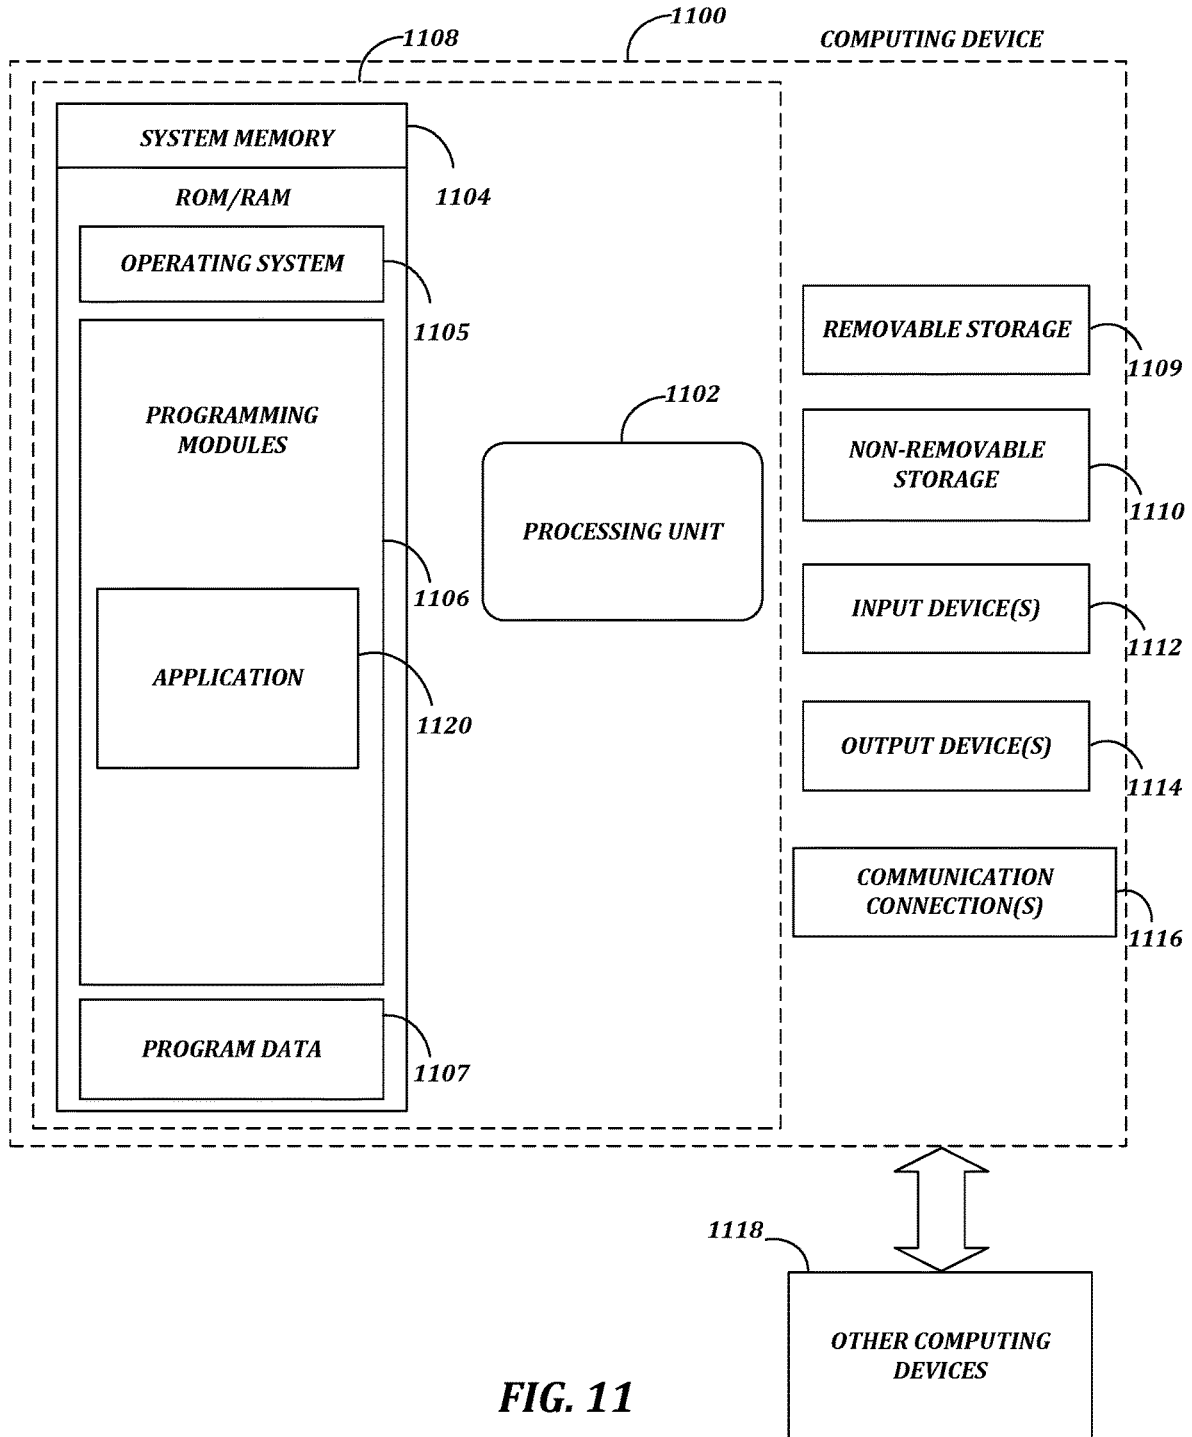 1100
COMPUTING DEVICE
1108
SYSTEM MEMORY
1104
ROM/RAM
OPERATING SYSTEM
1105
PROGRAMMING
MODULES
1106
APPLICATION
1120
PROGRAM DATA
1107
1102
PROCESSING UNIT
REMOVABLE STORAGE
1109
NON-REMOVABLE
STORAGE
1110
INPUT DEVICE(S)
1112
OUTPUT DEVICE(S)
1114
COMMUNICATION
CONNECTION(S)
1116
1118
OTHER COMPUTING
DEVICES
FIG. 11